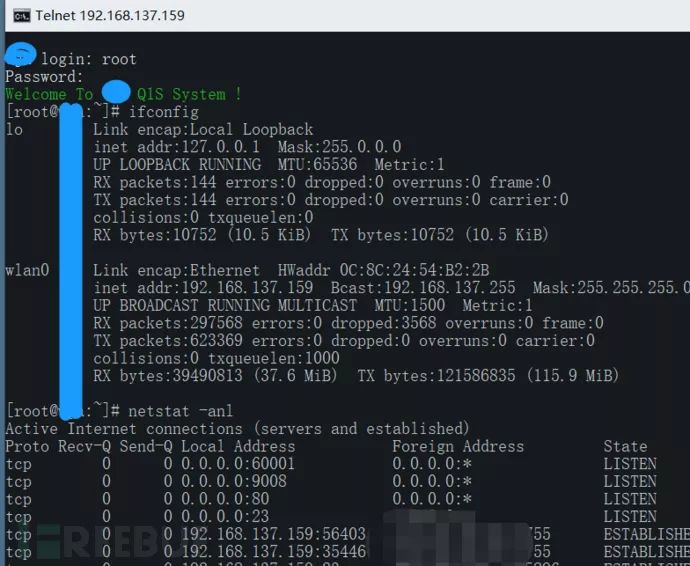 Telnet 192.168.137.159
login: root
Password:
Welcome To Q1S System !
[root@ :~]# ifconfig
lo Link encap:Local Loopback
inet addr:127.0.0.1 Mask:255.0.0.0
UP LOOPBACK RUNNING MTU:65536 Metric:1
RX packets:144 errors:0 dropped:0 overruns:0 frame:0
TX packets:144 errors:0 dropped:0 overruns:0 carrier:0
collisions:0 txqueuelen:0
RX bytes:10752 (10.5 KiB) TX bytes:10752 (10.5 KiB)
wlan0 Link encap:Ethernet HWaddr 0C:8C:24:54:B2:2B
inet addr:192.168.137.159 Bcast:192.168.137.255 Mask:255.255.255.0
UP BROADCAST RUNNING MULTICAST MTU:1500 Metric:1
RX packets:297568 errors:0 dropped:3568 overruns:0 frame:0
TX packets:623369 errors:0 dropped:0 overruns:0 carrier:0
collisions:0 txqueuelen:1000
RX bytes:39490813 (37.6 MiB) TX bytes:121586835 (115.9 MiB)
[root@ :~]# netstat -anl
Active Internet connections (servers and established)
Proto Recv-Q Send-Q Local Address Foreign Address State
tcp 0 0 0.0.0.0:60001 0.0.0.0:* LISTEN
tcp 0 0 0.0.0.0:9008 0.0.0.0:* LISTEN
tcp 0 0 0.0.0.0:80 0.0.0.0:* LISTEN
tcp 0 0 0.0.0.0:23 LISTEN
tcp 0 0 192.168.137.159:56403 ESTABLISHE
tcp 0 0 192.168.137.159:35446 ESTABLISHE